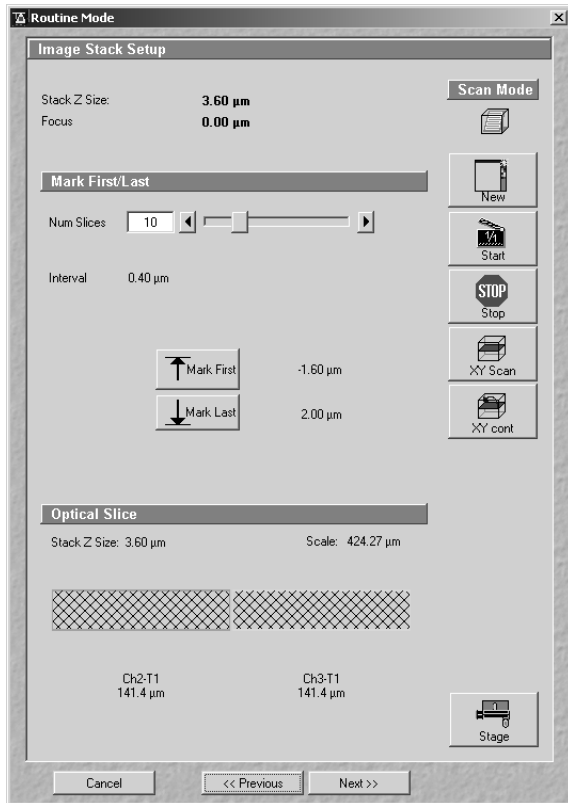 Routine Mode
Image Stack Setup
Stack Z Size: 3.60 µm
Focus 0.00 µm
Scan Mode
Mark First/Last
Num Slices 10
Interval 0.40 µm
Mark First -1.60 µm
Mark Last 2.00 µm
New
1/1
Start
STOP
Stop
XY Scan
XY cont
Optical Slice
Stack Z Size: 3.60 µm Scale: 424.27 µm
Ch2-T1 Ch3-T1
141.4 µm 141.4 µm
Stage
Cancel << Previous Next >>